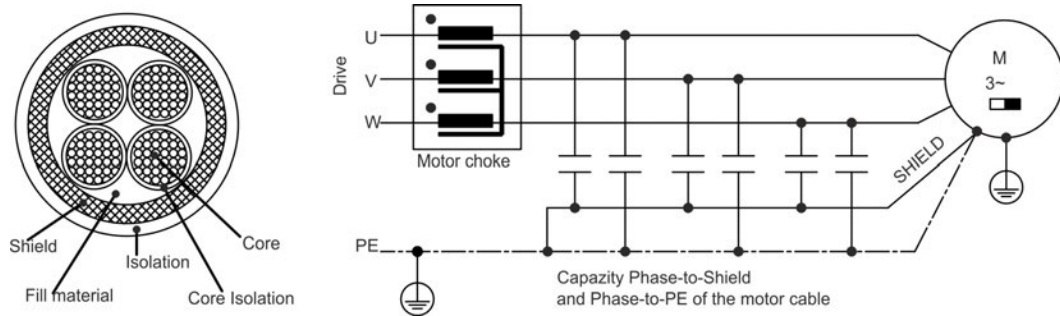 Shield
Fill material
Isolation
Core
Core Isolation
Drive
U
V
W
Motor choke
M
3~
SHIELD
PE
Capazity Phase-to-Shield
and Phase-to-PE of the motor cable